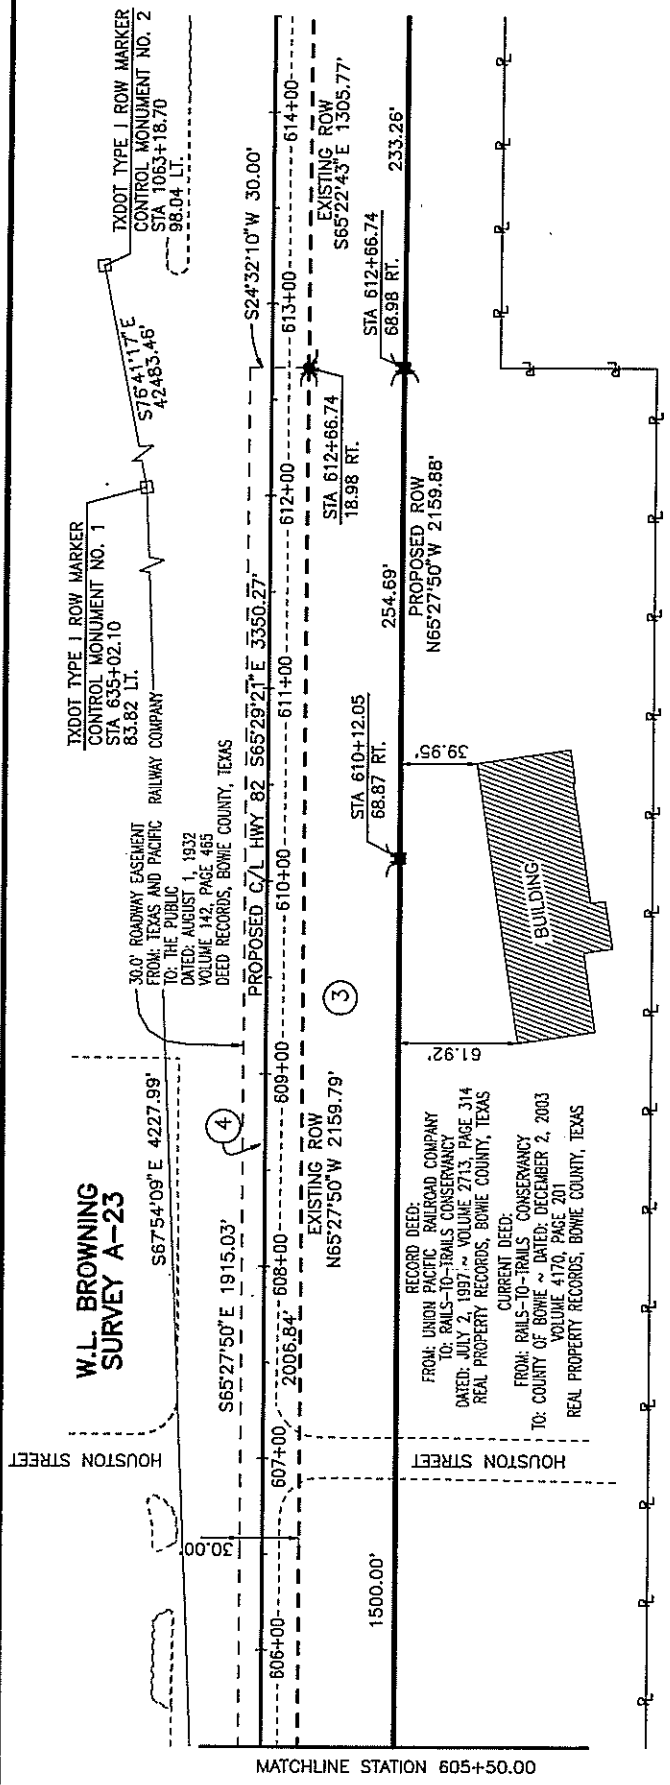 TXDOT TYPE I ROW MARKER
CONTROL MONUMENT NO. 2
STA 1063+18.70
98.04 LT.
S76°41'17"E
42483.46'
TXDOT TYPE I ROW MARKER
CONTROL MONUMENT NO. 1
STA 635+02.10
83.82 LT.
30.0' ROADWAY EASEMENT
FROM: TEXAS AND PACIFIC RAILWAY COMPANY
TO: THE PUBLIC
DATED: AUGUST 1, 1932
VOLUME 142, PAGE 465
DEED RECORDS, BOWIE COUNTY, TEXAS
W.L. BROWNING
SURVEY A-23
S67°54'09"E 4227.99'
HOUSTON STREET
S65°27'50"E 1915.03'
4
PROPOSED C/L HWY 82 S65°29'21"E 3350.27'
S24°32'10"W 30.00'
30.00'
606+00
607+00
608+00
609+00
610+00
611+00
612+00
613+00
614+00
2006.84'
EXISTING ROW
N65°27'50"W 2159.79'
3
STA 612+66.74
18.98 RT.
EXISTING ROW
S65°22'43"E 1305.77'
STA 610+12.05
68.87 RT.
STA 612+66.74
68.98 RT.
1500.00'
254.69'
233.26'
PROPOSED ROW
N65°27'50"W 2159.88'
HOUSTON STREET
RECORD DEED:
FROM: UNION PACIFIC RAILROAD COMPANY
TO: RAILS-TO-TRAILS CONSERVANCY
DATED: JULY 2, 1997 ~ VOLUME 2713, PAGE 314
REAL PROPERTY RECORDS, BOWIE COUNTY, TEXAS
CURRENT DEED:
FROM: RAILS-TO-TRAILS CONSERVANCY
TO: COUNTY OF BOWIE ~ DATED: DECEMBER 2, 2003
VOLUME 4170, PAGE 201
REAL PROPERTY RECORDS, BOWIE COUNTY, TEXAS
61.92'
39.95'
BUILDING
MATCHLINE STATION 605+50.00